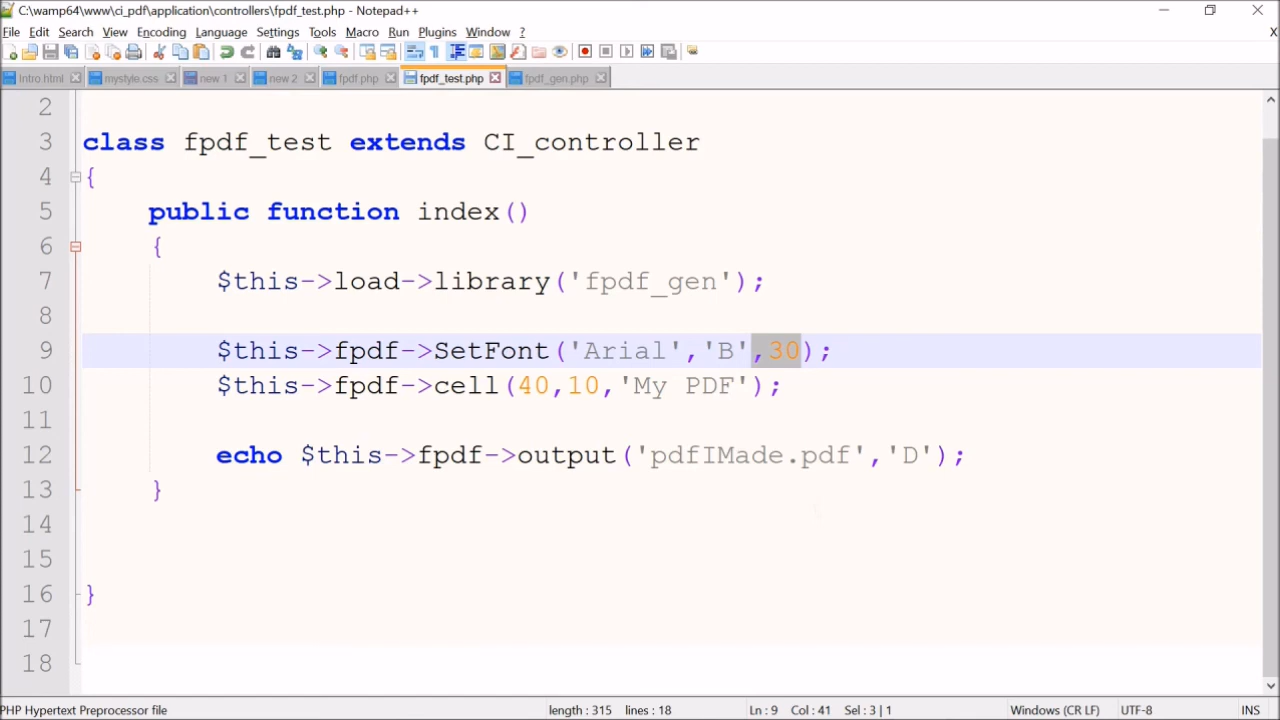 C:\wamp64\www\ci_pdf\application\controllers\fpdf_test.php - Notepad++
File Edit Search View Encoding Language Settings Tools Macro Run Plugins Window ? X
Intro.html mystyle.css new 1 new 2 fpdf.php fpdf_test.php fpdf_gen.php
2
3 class fpdf_test extends CI_controller
4 {
5 public function index()
6 {
7 $this->load->library('fpdf_gen');
8
9 $this->fpdf->SetFont('Arial','B',30);
10 $this->fpdf->cell(40,10,'My PDF');
11
12 echo $this->fpdf->output('pdfIMade.pdf','D');
13 }
14
15
16 }
17
18
PHP Hypertext Preprocessor file length : 315 lines : 18 Ln : 9 Col : 41 Sel : 3 | 1 Windows (CR LF) UTF-8 INS